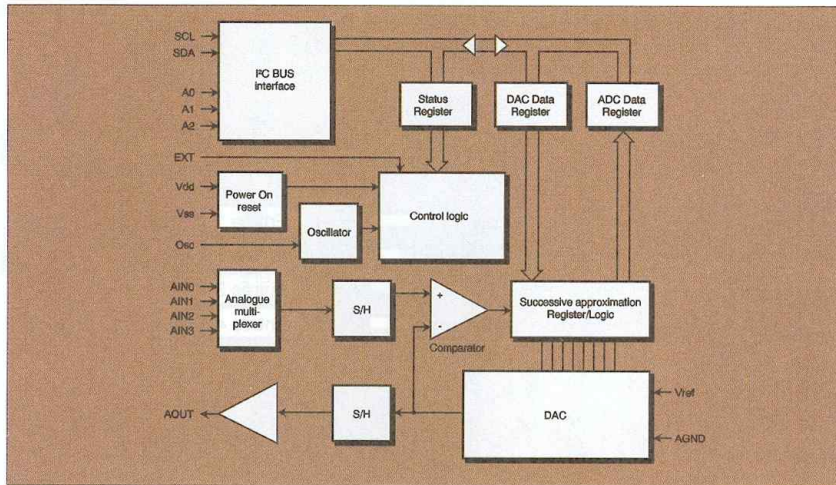 SCL
SDA
A0
A1
A2
I²C BUS
interface
Status
Register
DAC Data
Register
ADC Data
Register
EXT
Vdd
Vss
Osc
Power On
reset
Oscillator
Control logic
AIN0
AIN1
AIN2
AIN3
Analogue
multi-
plexer
S/H
+
-
Comparator
Successive approximation
Register/Logic
AOUT
S/H
DAC
Vref
AGND